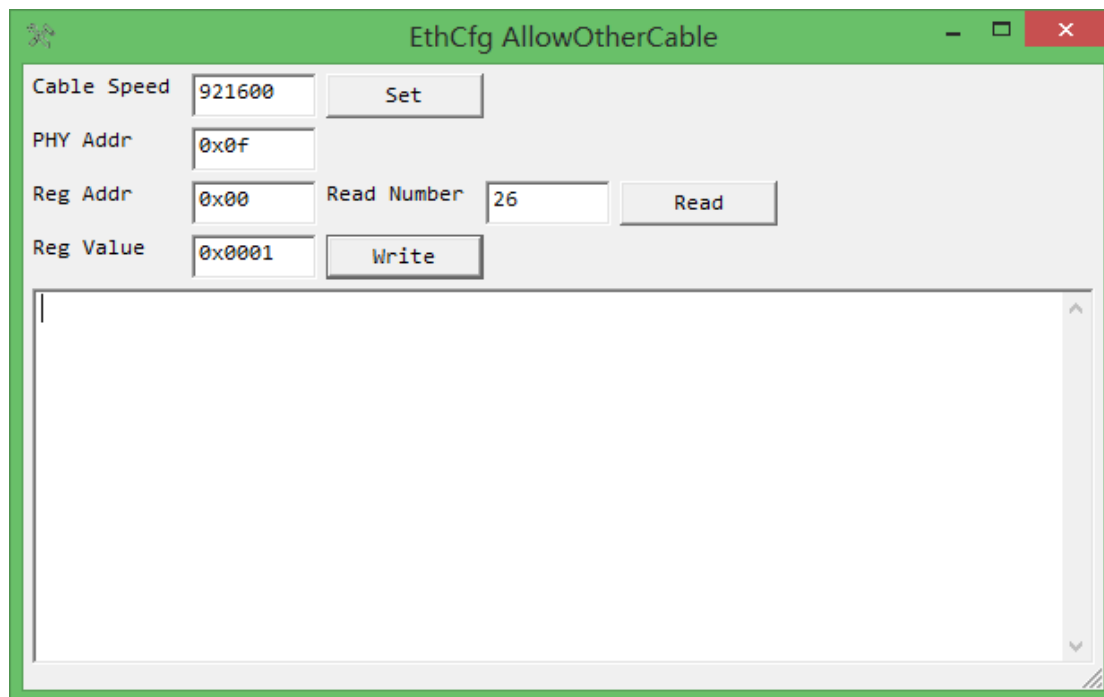 EthCfg AllowOtherCable
Cable Speed 921600 Set
PHY Addr 0x0f
Reg Addr 0x00 Read Number 26 Read
Reg Value 0x0001 Write